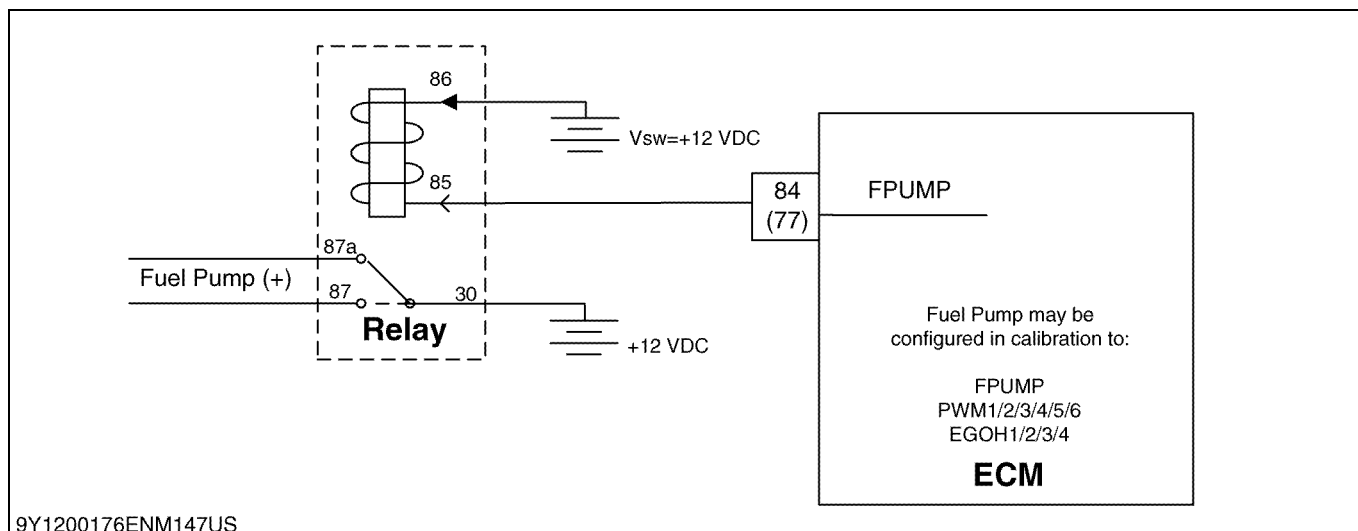 86
Vsw=+12 VDC
85
84
(77)
FPUMP
87a
Fuel Pump (+)
87
30
Relay
+12 VDC
Fuel Pump may be
configured in calibration to:
FPUMP
PWM1/2/3/4/5/6
EGOH1/2/3/4
ECM
9Y1200176ENM147US